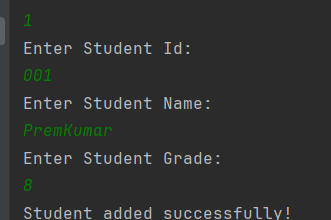 1
Enter Student Id:
001
Enter Student Name:
PremKumar
Enter Student Grade:
8
Student added successfully!